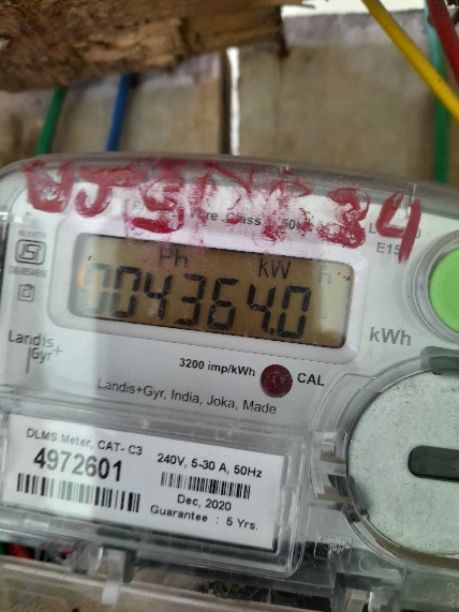 Ph kW h
004364.0
kWh
3200 imp/kWh CAL
Landis+Gyr, India, Joka, Made
Landis
Gyr+
DLMS Meter, CAT- C3
4972601
240V, 5-30 A, 50Hz
Dec, 2020
Guarantee : 5 Yrs.